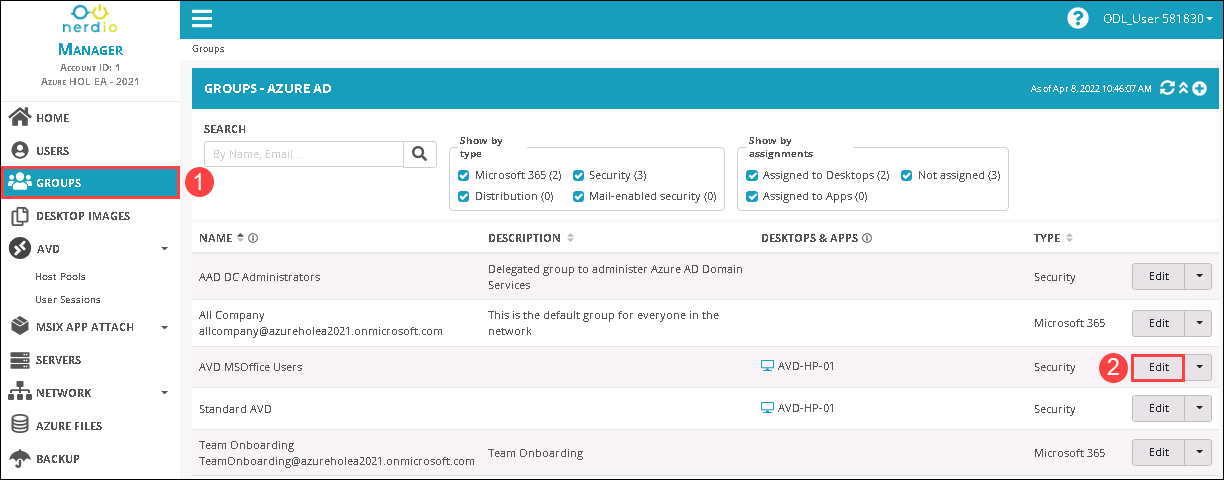 nerdio
MANAGER
ACCOUNT ID: 1
AZURE HOL EA - 2021
HOME
USERS
GROUPS
DESKTOP IMAGES
AVD
Host Pools
User Sessions
MSIX APP ATTACH
SERVERS
NETWORK
AZURE FILES
BACKUP
1
? ODL_User 581830
Groups
GROUPS - AZURE AD As of Apr 8, 2022 10:46:07 AM
SEARCH
By Name, Email...
Show by
type
Microsoft 365 (2) Security (3)
Distribution (0) Mail-enabled security (0)
Show by
assignments
Assigned to Desktops (2) Not assigned (3)
Assigned to Apps (0)
NAME DESCRIPTION DESKTOPS & APPS TYPE
AAD DC Administrators Delegated group to administer Azure AD Domain
Services Security Edit
All Company
allcompany@azureholea2021.onmicrosoft.com This is the default group for everyone in the
network Microsoft 365 Edit
AVD MSOffice Users AVD-HP-01 Security 2 Edit
Standard AVD AVD-HP-01 Security Edit
Team Onboarding
TeamOnboarding@azureholea2021.onmicrosoft.com Team Onboarding Microsoft 365 Edit